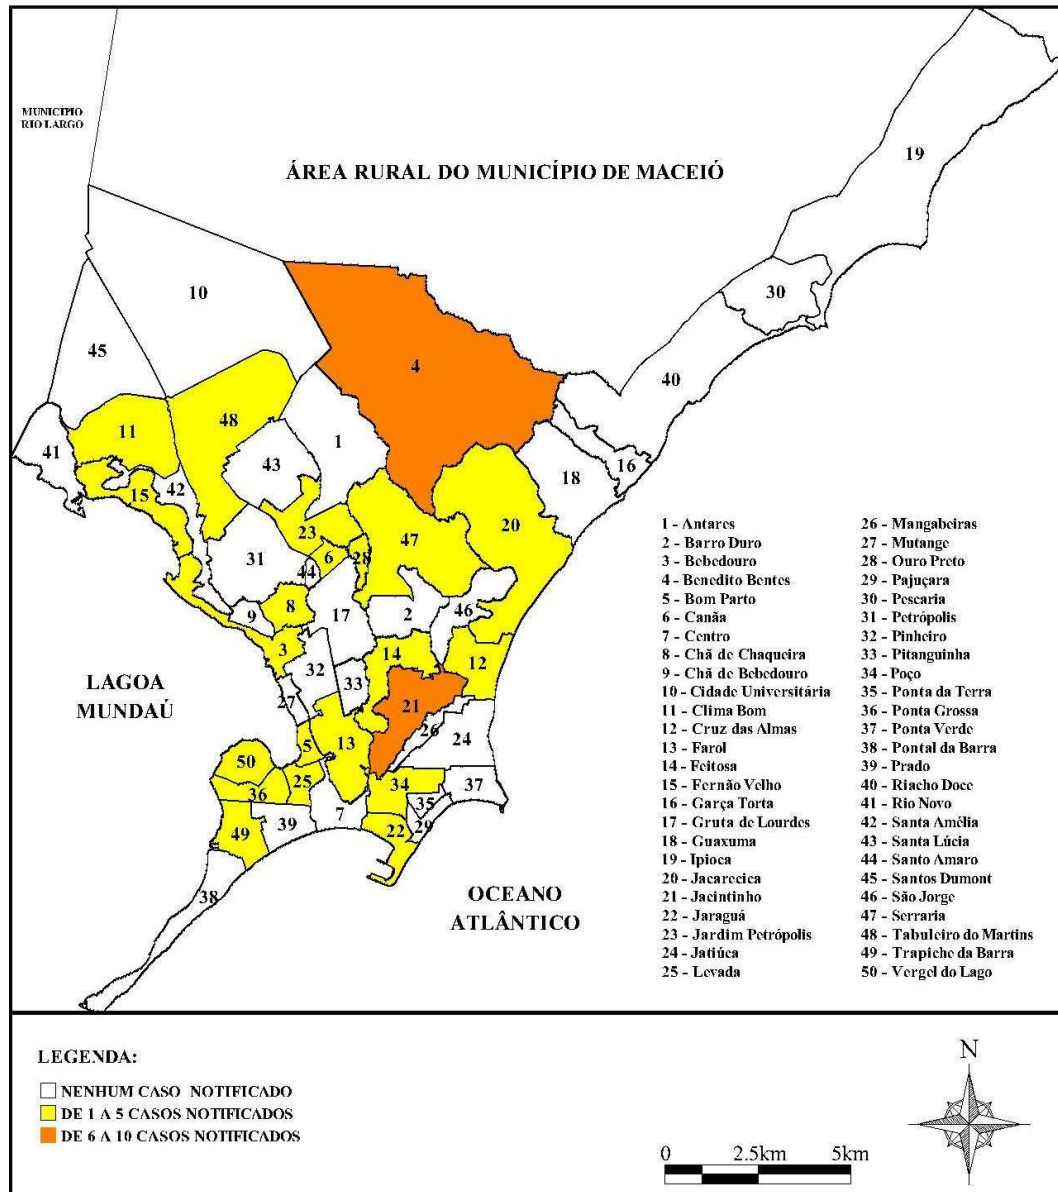 MUNICÍPIO
RIO LARGO
ÁREA RURAL DO MUNICÍPIO DE MACEIÓ
19
30
10
45
4
40
48
11
41
1
43
16
18
42
15
20
23
47
31
6
28
44
8
9
17
2
46
3
14
12
32
33
27
21
26
24
LAGOA
MUNDAÚ
5
13
50
25
36
34
37
35
7
39
22
29
49
38
OCEANO
ATLÂNTICO
1 - Antares
2 - Barro Duro
3 - Bebedouro
4 - Benedito Bentes
5 - Bom Parto
6 - Canãa
7 - Centro
8 - Chã de Chaqueira
9 - Chã de Bebedouro
10 - Cidade Universitária
11 - Clima Bom
12 - Cruz das Almas
13 - Farol
14 - Feitosa
15 - Fernão Velho
16 - Garça Torta
17 - Gruta de Lourdes
18 - Guaxuma
19 - Ipioca
20 - Jacarecica
21 - Jacintinho
22 - Jaraguá
23 - Jardim Petrópolis
24 - Jatiúca
25 - Levada
26 - Mangabeiras
27 - Mutange
28 - Ouro Preto
29 - Pajuçara
30 - Pescaria
31 - Petrópolis
32 - Pinheiro
33 - Pitanguinha
34 - Poço
35 - Ponta da Terra
36 - Ponta Grossa
37 - Ponta Verde
38 - Pontal da Barra
39 - Prado
40 - Riacho Doce
41 - Rio Novo
42 - Santa Amélia
43 - Santa Lúcia
44 - Santo Amaro
45 - Santos Dumont
46 - São Jorge
47 - Serraria
48 - Tabuleiro do Martins
49 - Trapiche da Barra
50 - Vergel do Lago
LEGENDA:
NENHUM CASO NOTIFICADO
DE 1 A 5 CASOS NOTIFICADOS
DE 6 A 10 CASOS NOTIFICADOS
0 2.5km 5km
N